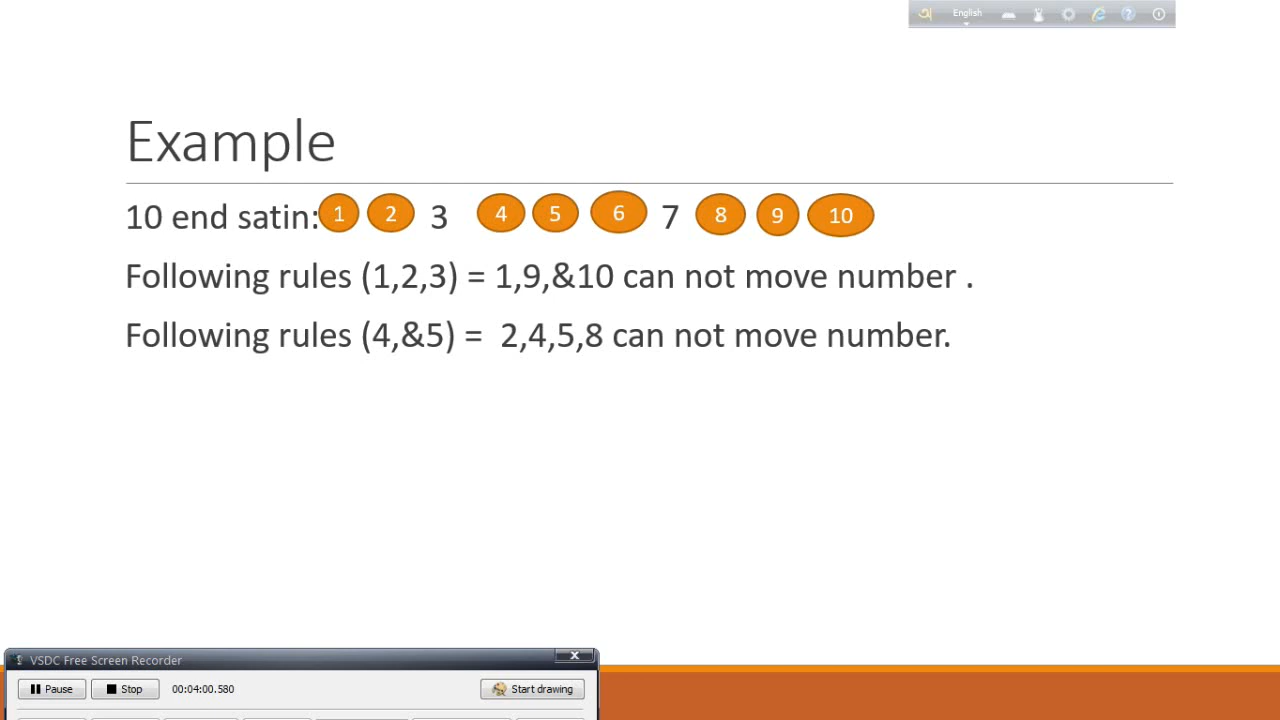 অ English
Example
10 end satin: 1 2 3 4 5 6 7 8 9 10
Following rules (1,2,3) = 1,9,&10 can not move number .
Following rules (4,&5) = 2,4,5,8 can not move number.
VSDC Free Screen Recorder
Pause Stop 00:04:00.580 Start drawing